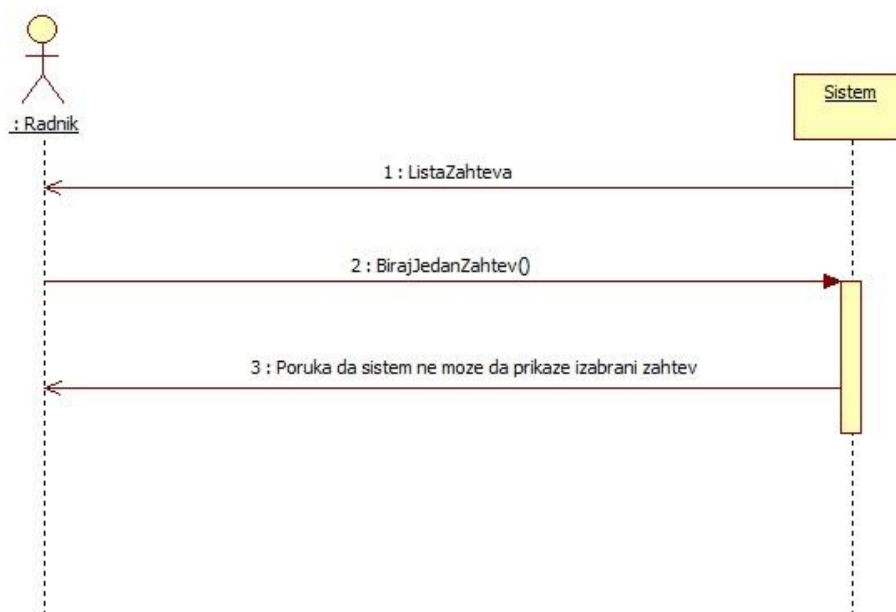 Sistem
: Radnik
1 : ListaZahteva
2 : BirajJedanZahtev()
3 : Poruka da sistem ne moze da prikaze izabrani zahtev